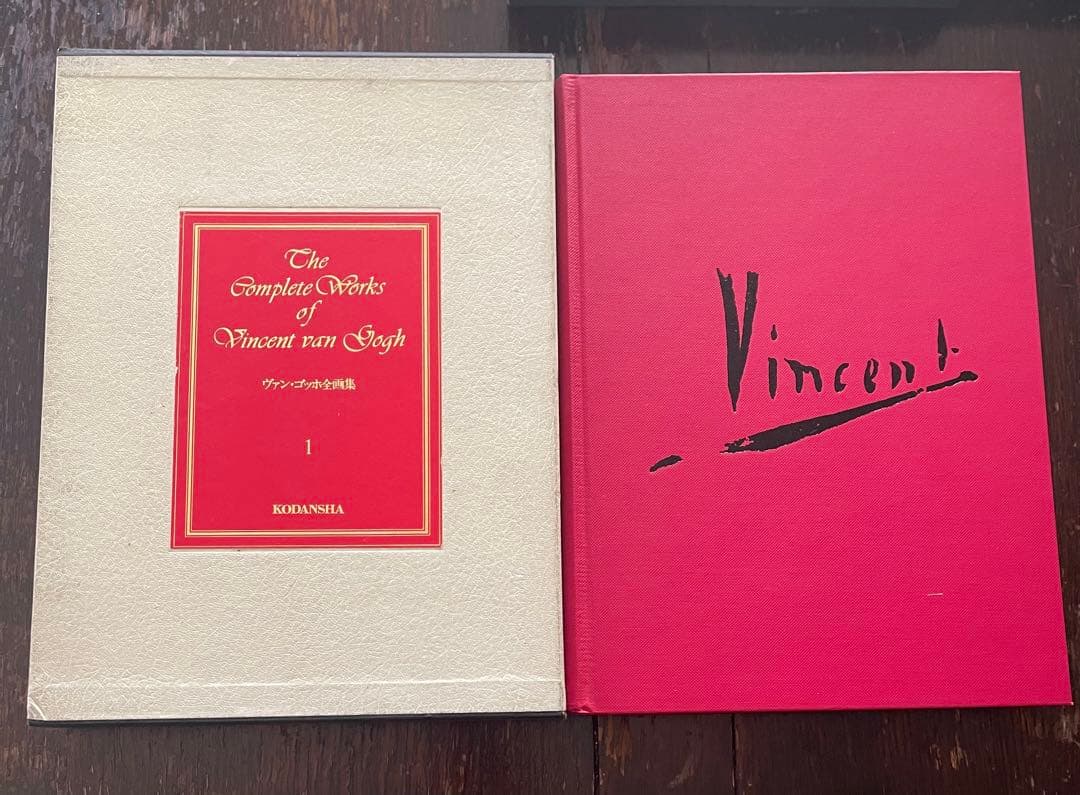 The
Complete Works
of
Vincent van Gogh
ヴァン・ゴッホ全画集
1
KODANSHA
Vincent